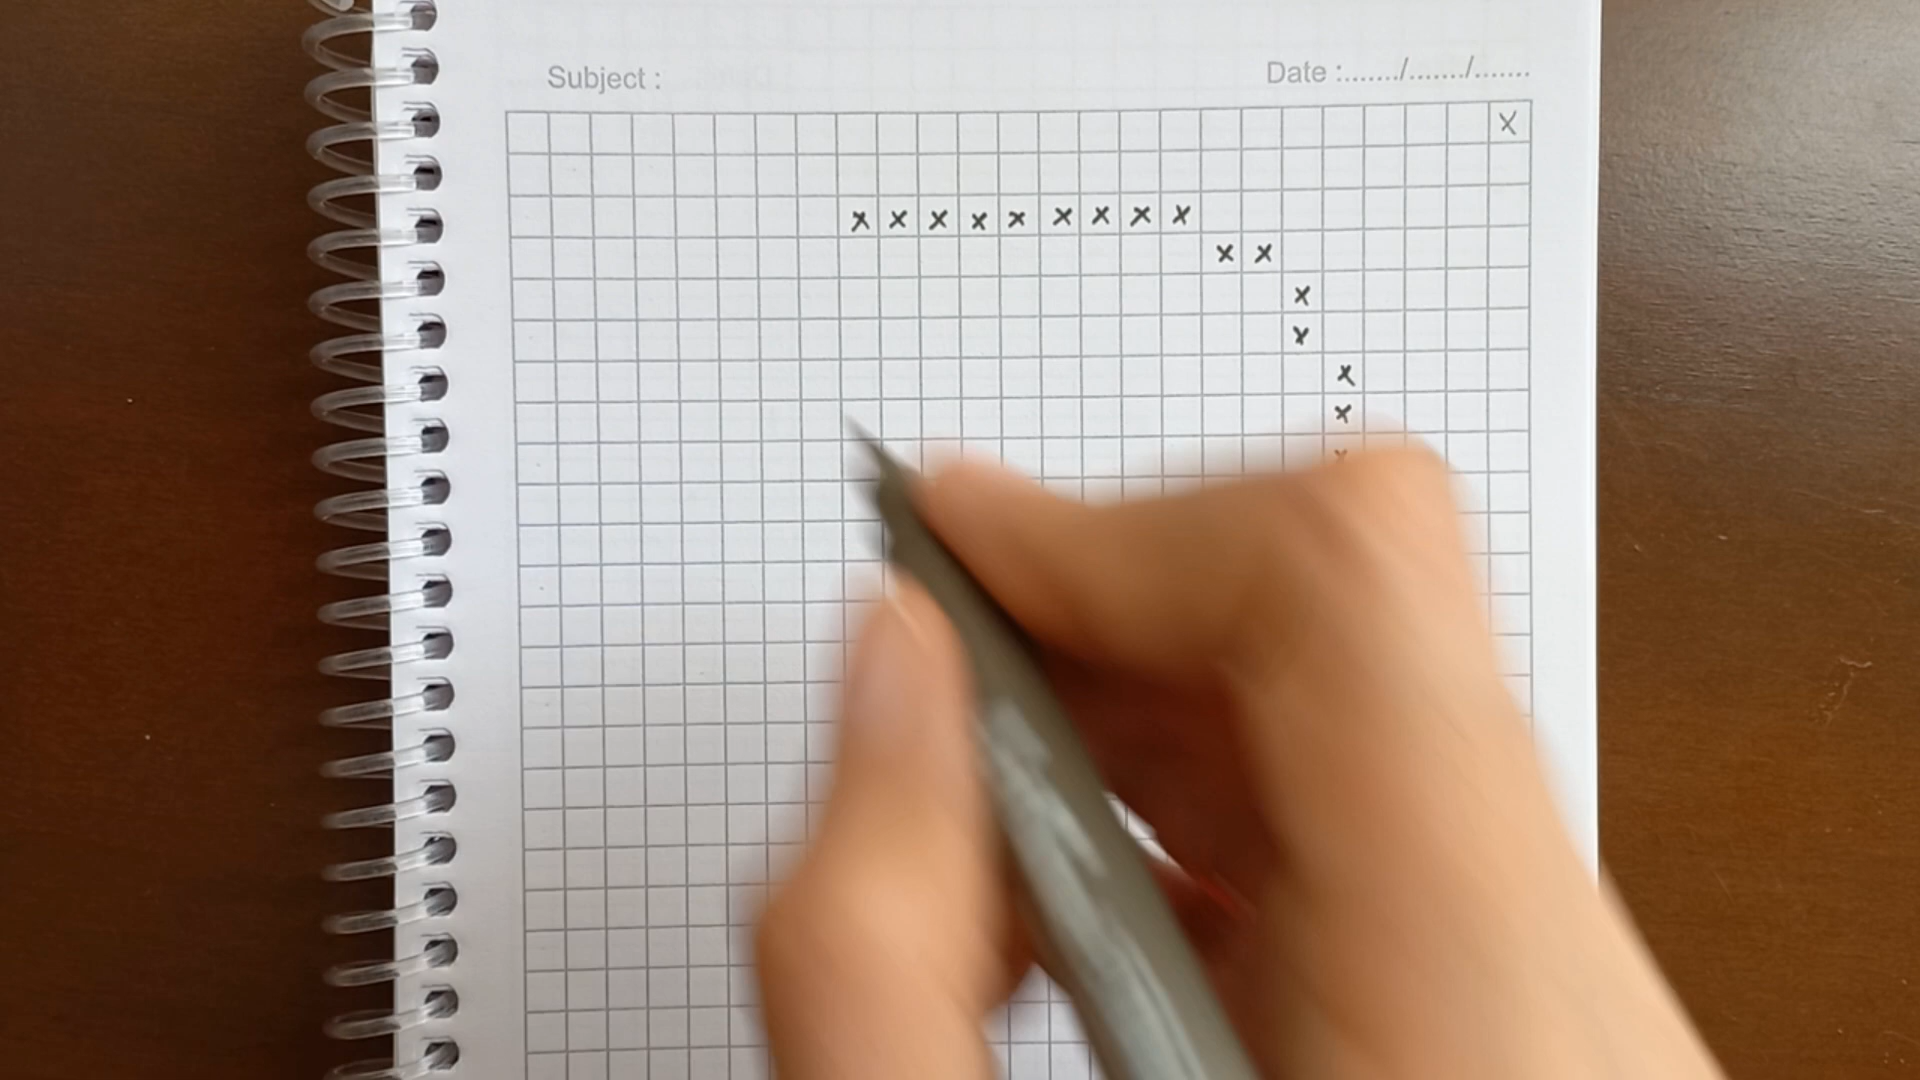 Subject :
Date :......./......./.......
X
x x x x x x x x x
x x
x
x
x
x
x